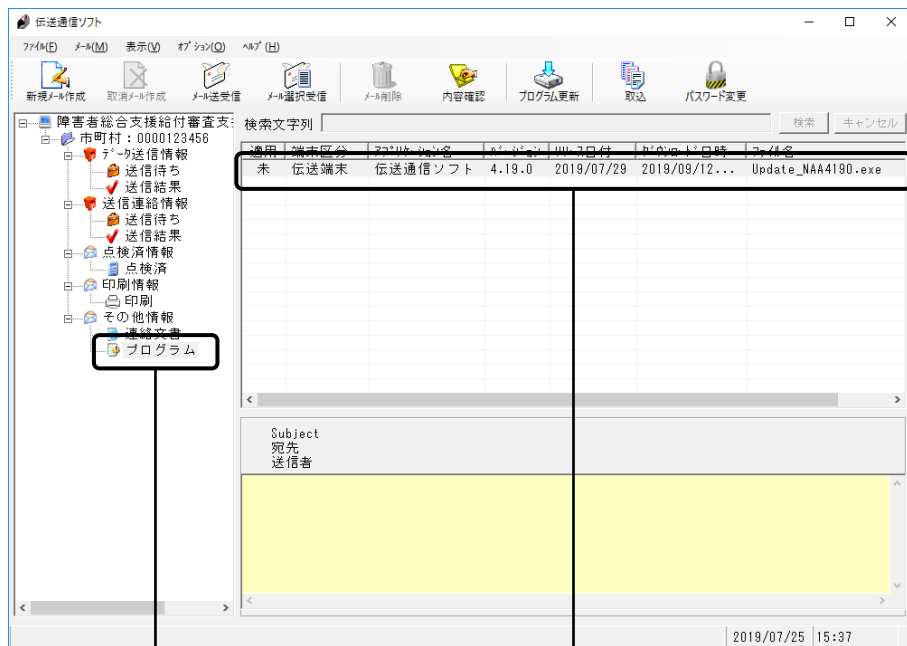 伝送通信ソフト
ﾌｧｲﾙ(F) ﾒｰﾙ(M) 表示(V) ｵﾌﾟｼｮﾝ(O) ﾍﾙﾌﾟ(H)
新規ﾒｰﾙ作成 取消ﾒｰﾙ作成 ﾒｰﾙ送受信 ﾒｰﾙ選択受信 ﾒｰﾙ削除 内容確認 ﾌﾟﾛｸﾞﾗﾑ更新 取込 ﾊﾟｽﾜｰﾄﾞ変更
障害者総合支援給付審査支
市町村：0000123456
ﾃﾞｰﾀ送信情報
送信待ち
送信結果
送信連絡情報
送信待ち
送信結果
点検済情報
点検済
印刷情報
印刷
その他情報
連絡文書
プログラム
検索文字列 検索 キャンセル
適用 端末区分 ｱﾌﾟﾘｹｰｼｮﾝ名 ﾊﾞｰｼﾞｮﾝ ﾘﾘｰｽ日付 ﾀﾞｳﾝﾛｰﾄﾞ日時 ﾌｧｲﾙ名
未 伝送端末 伝送通信ソフト 4.19.0 2019/07/29 2019/09/12... Update_NAA4190.exe
Subject
宛先
送信者
2019/07/25 15:37